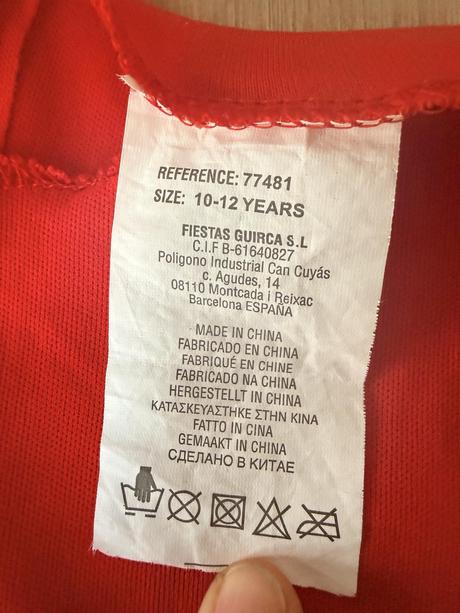 REFERENCE: 77481
SIZE: 10-12 YEARS
FIESTAS GUIRCA S.L
C.I.F B-61640827
Poligono Industrial Can Cuyás
c. Agudes, 14
08110 Montcada i Reixac
Barcelona ESPAÑA
MADE IN CHINA
FABRICADO EN CHINA
FABRIQUÉ EN CHINE
FABRICADO NA CHINA
HERGESTELLT IN CHINA
ΚΑΤΑΣΚΕΥΑΣΤΗΚΕ ΣΤΗΝ ΚΙΝΑ
FATTO IN CINA
GEMAAKT IN CHINA
СДЕЛАНО В КИТАЕ